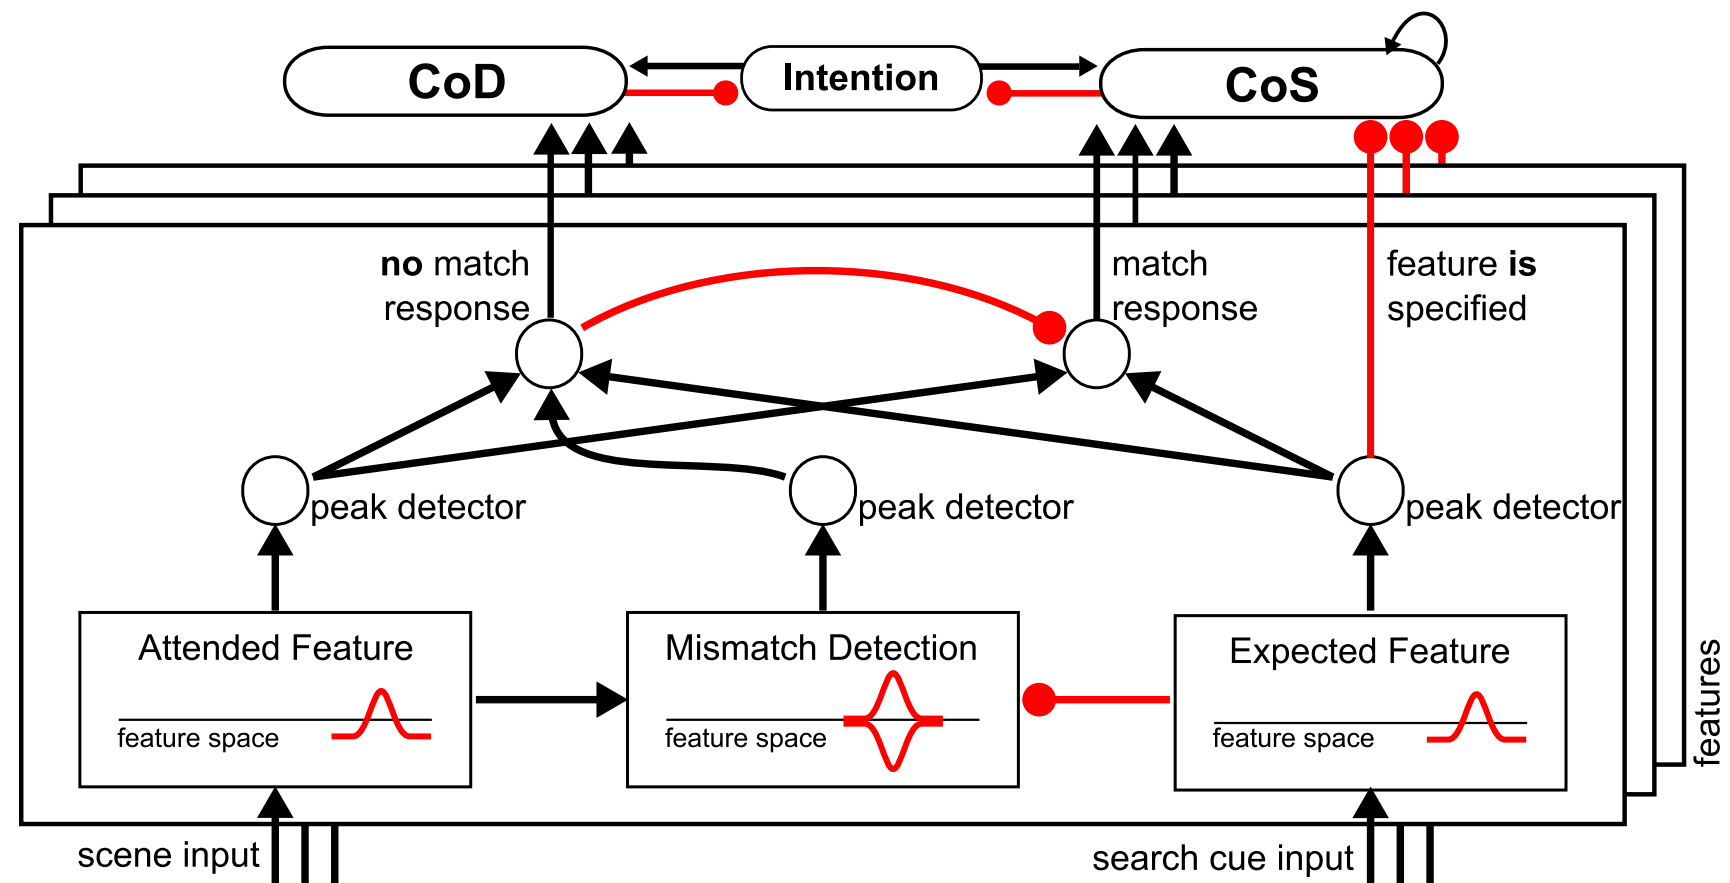 CoD
Intention
CoS
no match
response
match
response
feature is
specified
peak detector
peak detector
peak detector
Attended Feature
feature space
Mismatch Detection
feature space
Expected Feature
feature space
features
scene input
search cue input